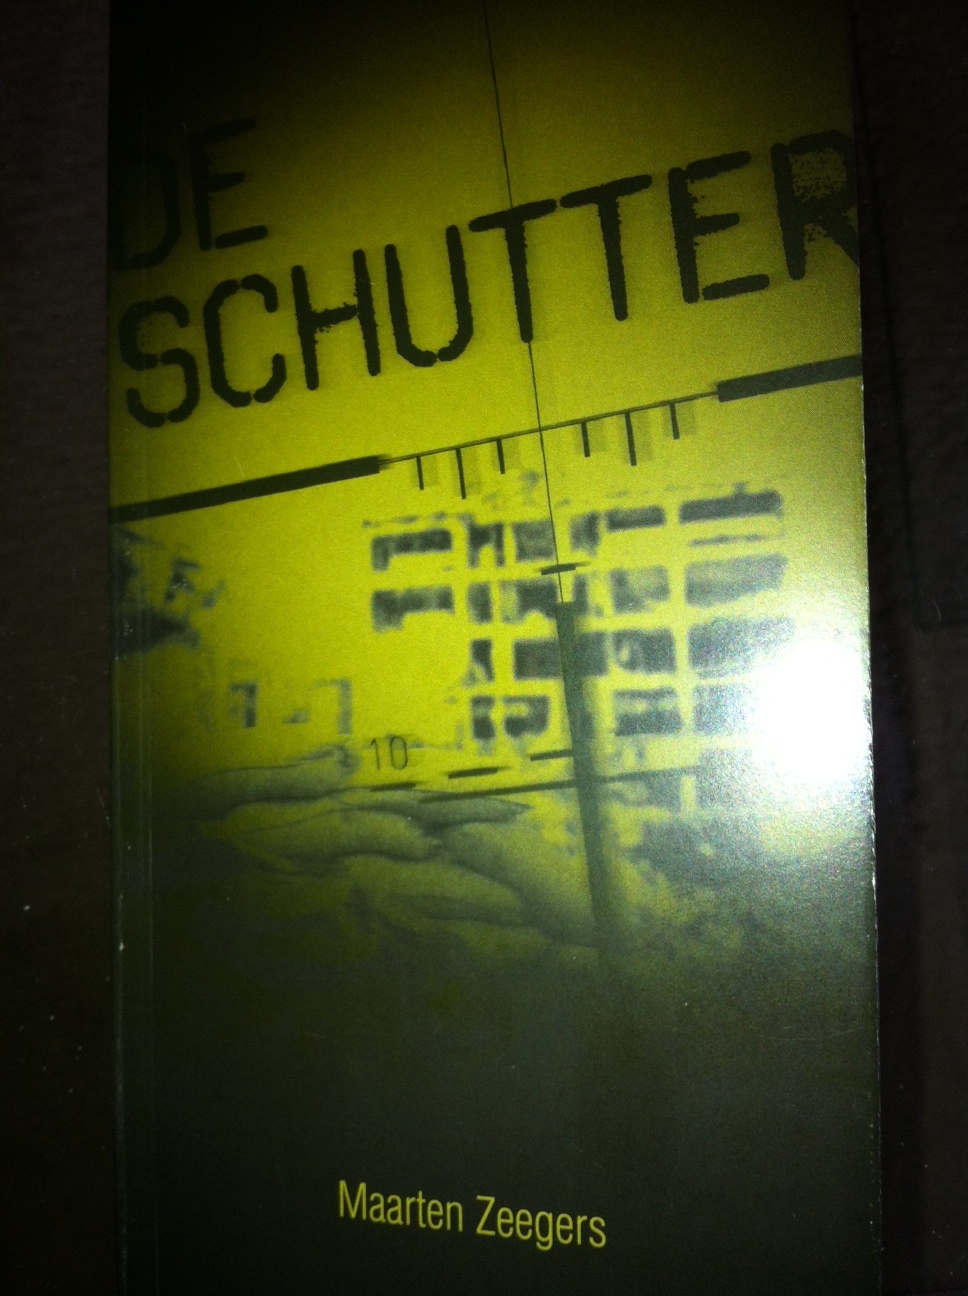 DE
SCHUTTER
10
Maarten Zeegers